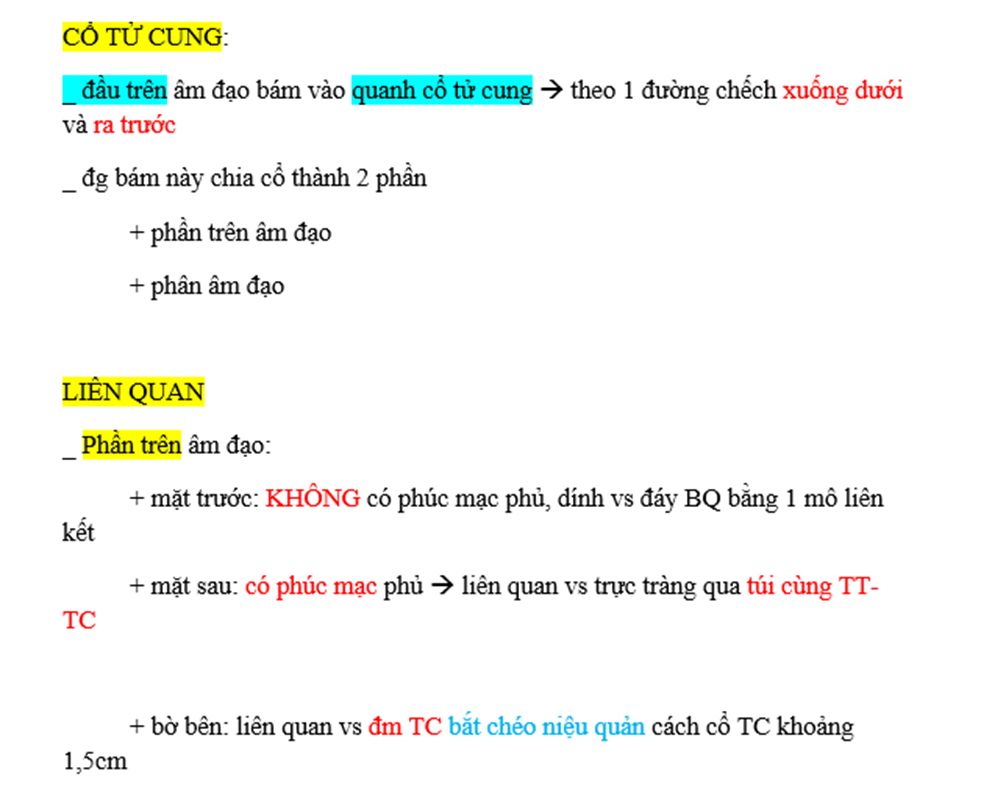 CỔ TỬ CUNG:
_ đầu trên âm đạo bám vào quanh cổ tử cung → theo 1 đường chếch xuống dưới
và ra trước
_ đg bám này chia cổ thành 2 phần
+ phần trên âm đạo
+ phân âm đạo
LIÊN QUAN
_ Phần trên âm đạo:
+ mặt trước: KHÔNG có phúc mạc phủ, dính vs đáy BQ bằng 1 mô liên
kết
+ mặt sau: có phúc mạc phủ → liên quan vs trực tràng qua túi cùng TT-
TC
+ bờ bên: liên quan vs đm TC bắt chéo niệu quản cách cổ TC khoảng
1,5cm